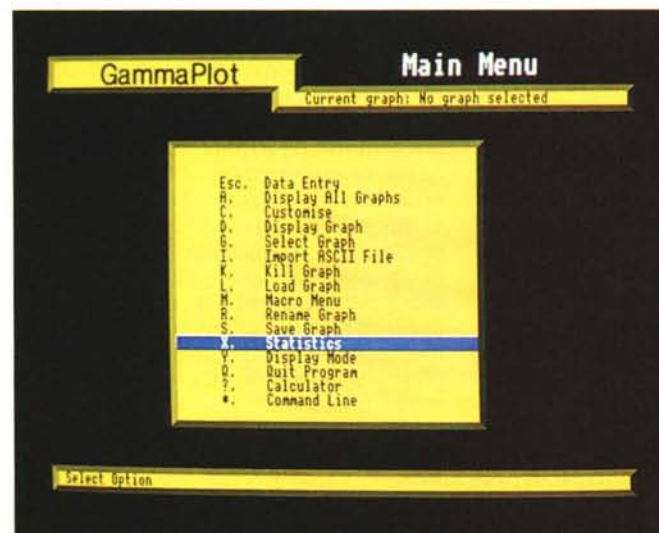 GammaPlot
Main Menu
Current graph: No graph selected
Esc. Data Entry
A. Display All Graphs
C. Customise
D. Display Graph
G. Select Graph
I. Import ASCII File
K. Kill Graph
L. Load Graph
M. Macro Menu
R. Rename Graph
S. Save Graph
X. Statistics
Y. Display Mode
Q. Quit Program
?. Calculator
*. Command Line
Select Option